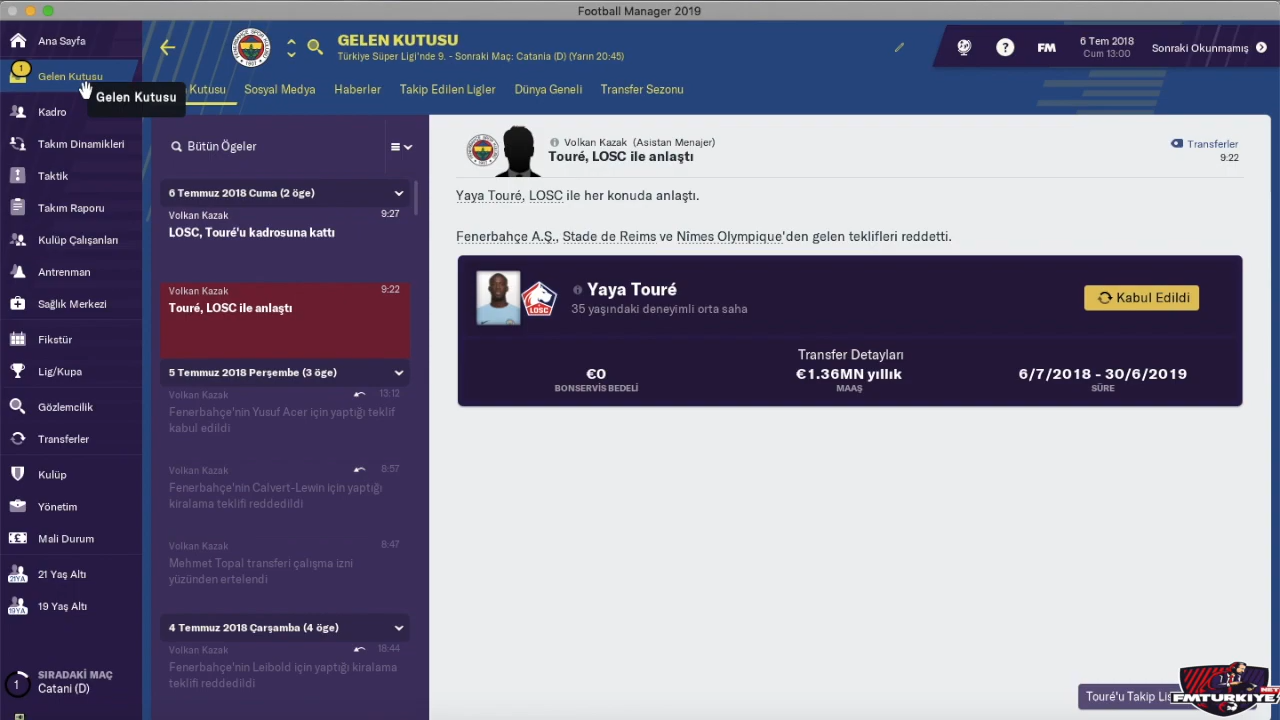 Football Manager 2019
Ana Sayfa
1
Gelen Kutusu
Gelen Kutusu
Kadro
Takım Dinamikleri
Taktik
Takım Raporu
Kulüp Çalışanları
Antrenman
Sağlık Merkezi
Fikstür
Lig/Kupa
Gözlemcilik
Transferler
Kulüp
Yönetim
Mali Durum
21YA
21 Yaş Altı
19YA
19 Yaş Altı
1
SIRADAKİ MAÇ
Catani (D)
GELEN KUTUSU
Türkiye Süper Ligi'nde 9. - Sonraki Maç: Catania (D) (Yarın 20:45)
FM
6 Tem 2018
Cum 13:00
Sonraki Okunmamış
Kutusu
Sosyal Medya
Haberler
Takip Edilen Ligler
Dünya Geneli
Transfer Sezonu
Bütün Ögeler
6 Temmuz 2018 Cuma (2 öge)
Volkan Kazak 9:27
LOSC, Touré'u kadrosuna kattı
Volkan Kazak 9:22
Touré, LOSC ile anlaştı
5 Temmuz 2018 Perşembe (3 öge)
Volkan Kazak 13:12
Fenerbahçe'nin Yusuf Acer için yaptığı teklif
kabul edildi
Volkan Kazak 8:57
Fenerbahçe'nin Calvert-Lewin için yaptığı
kiralama teklifi reddedildi
Volkan Kazak 8:47
Mehmet Topal transferi çalışma izni
yüzünden ertelendi
4 Temmuz 2018 Çarşamba (4 öge)
Volkan Kazak 18:44
Fenerbahçe'nin Leibold için yaptığı kiralama
teklifi reddedildi
Volkan Kazak (Asistan Menajer)
Touré, LOSC ile anlaştı
Transferler
9:22
Yaya Touré, LOSC ile her konuda anlaştı.
Fenerbahçe A.Ş., Stade de Reims ve Nîmes Olympique'den gelen teklifleri reddetti.
LOSC
Yaya Touré
35 yaşındaki deneyimli orta saha
Kabul Edildi
Transfer Detayları
€0
BONSERVİS BEDELİ
€1.36MN yıllık
MAAŞ
6/7/2018 - 30/6/2019
SÜRE
Touré'u Takip Lis
FMTURKIYE.NET